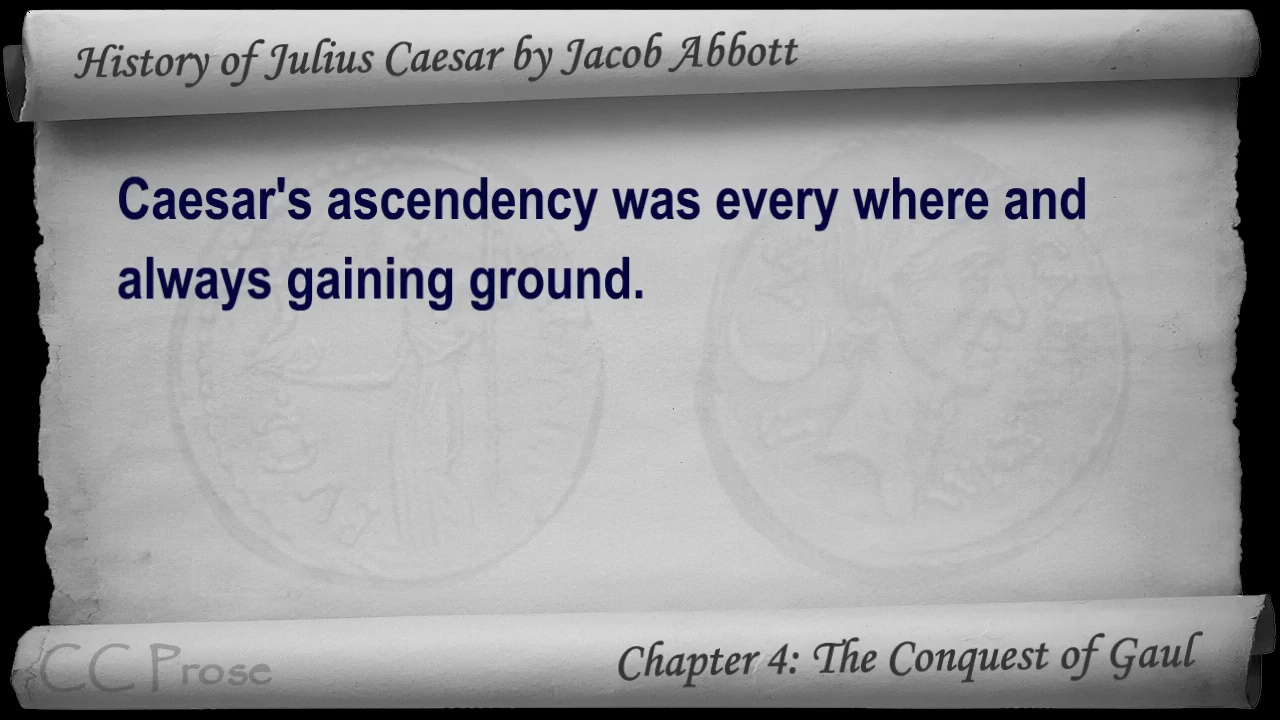 History of Julius Caesar by Jacob Abbott
Caesar's ascendency was every where and
always gaining ground.
CC Prose
Chapter 4: The Conquest of Gaul